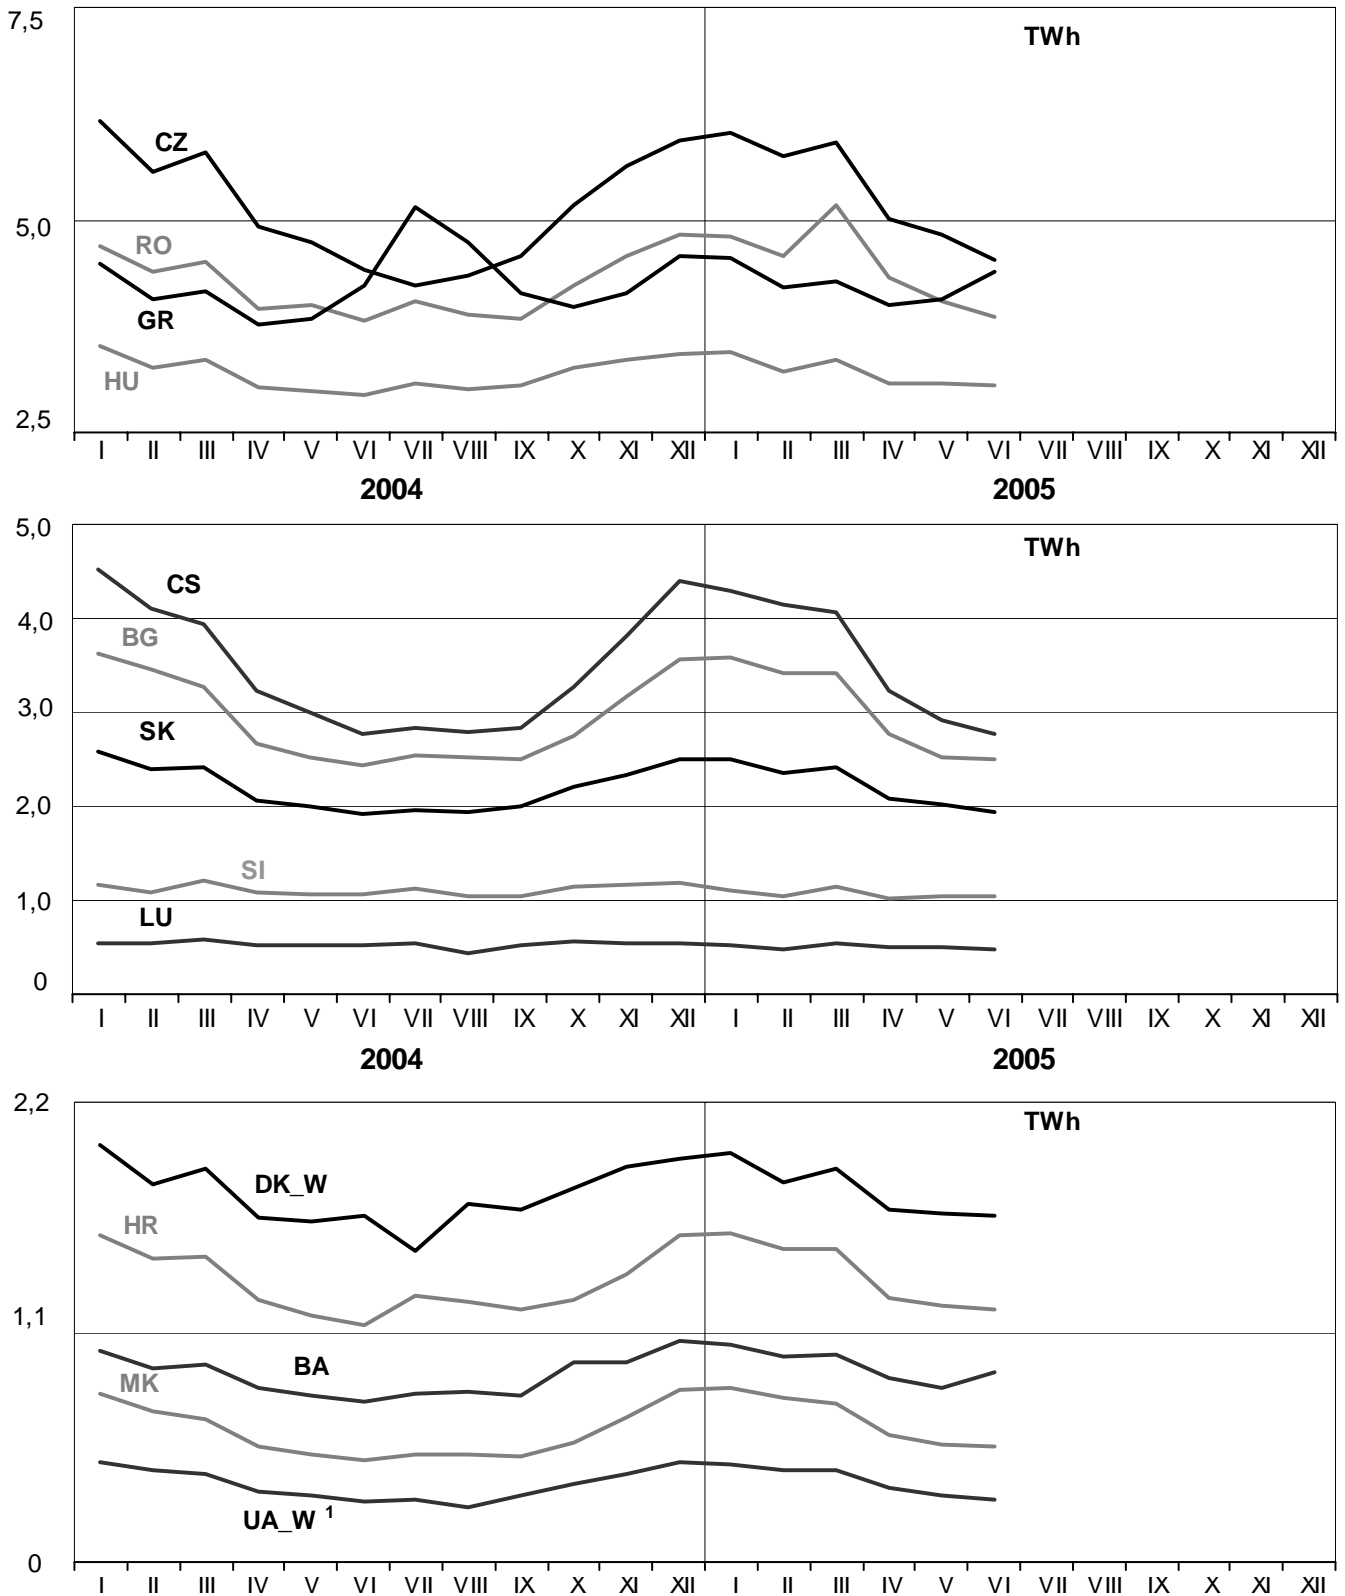 7,5
TWh
CZ
5,0
RO
GR
HU
2,5
I II III IV V VI VII VIII IX X XI XII I II III IV V VI VII VIII IX X XI XII
2004 2005
5,0
TWh
CS
4,0
BG
3,0
SK
2,0
SI
1,0
LU
0
I II III IV V VI VII VIII IX X XI XII I II III IV V VI VII VIII IX X XI XII
2004 2005
2,2
TWh
DK_W
HR
1,1
BA
MK
UA_W 1
0
I II III IV V VI VII VIII IX X XI XII I II III IV V VI VII VIII IX X XI XII